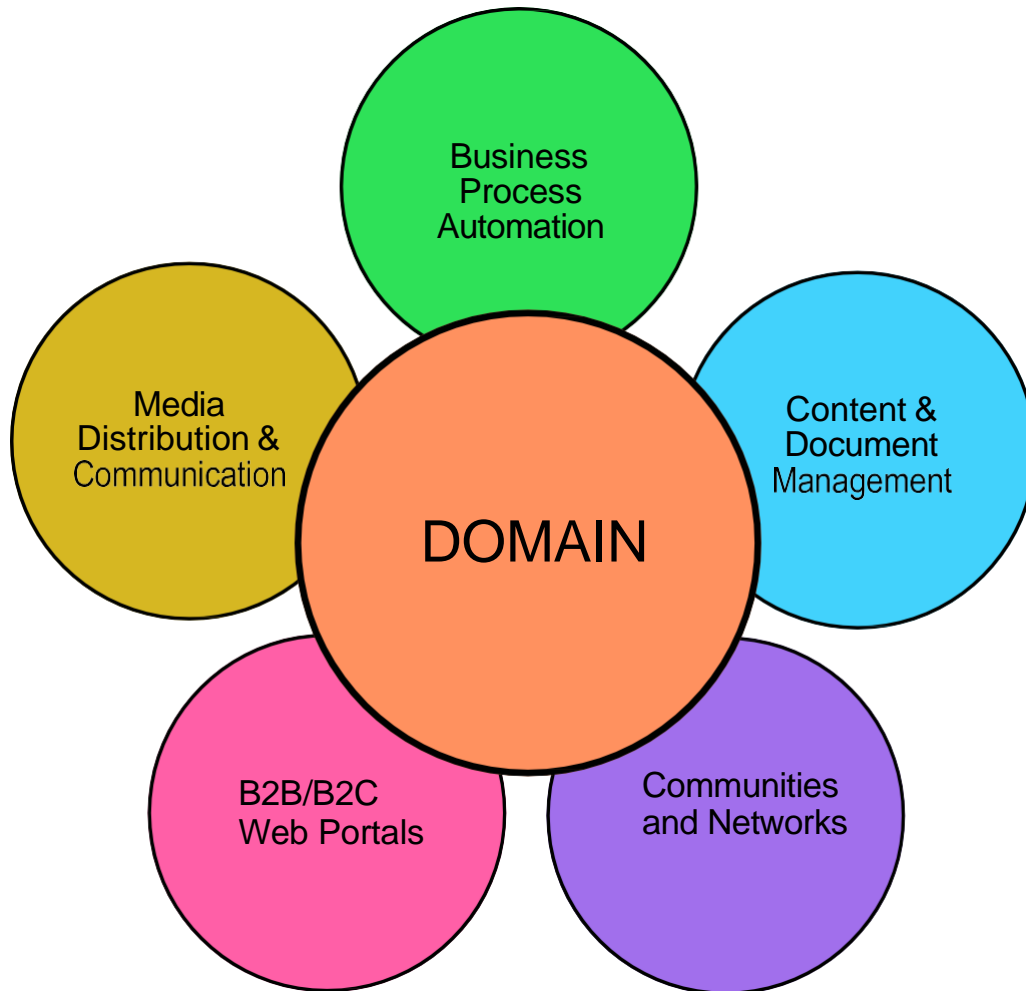 Business
Process
Automation
Media
Distribution &
Communication
Content &
Document
Management
DOMAIN
B2B/B2C
Web Portals
Communities
and Networks